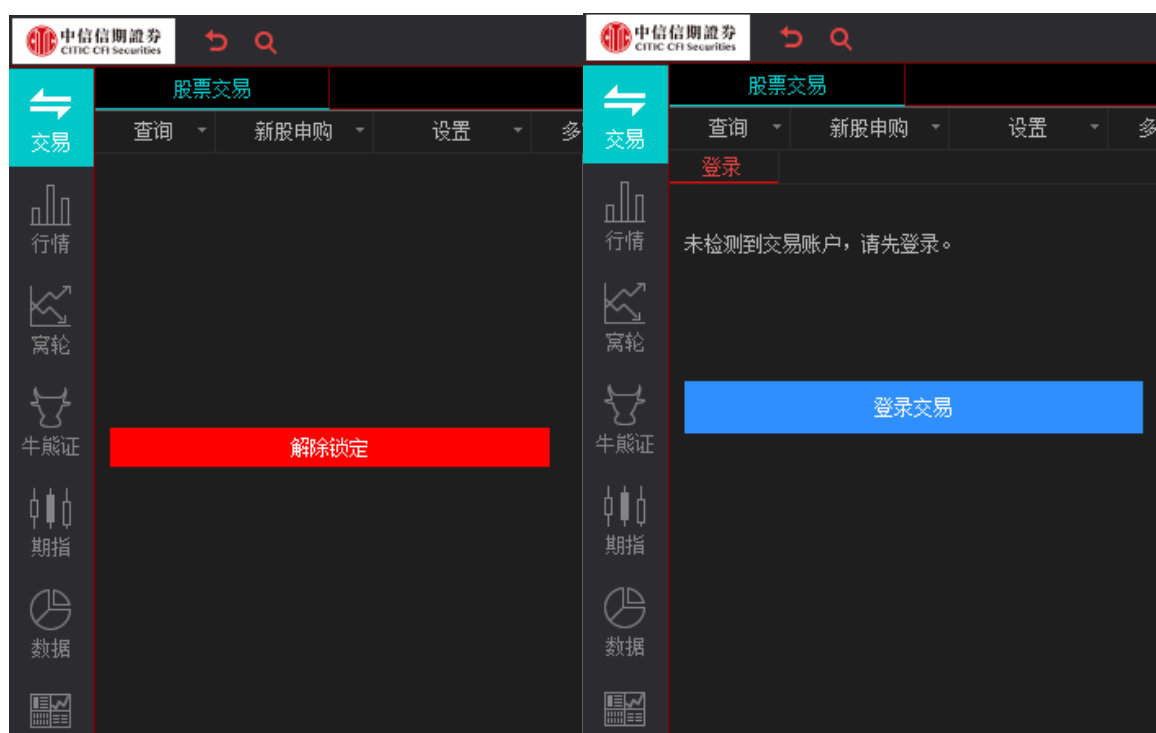 中信信期證券
CITIC CFI Securities
股票交易
查询
新股申购
设置
多
交易
行情
窝轮
牛熊证
期指
数据
解除锁定
中信信期證券
CITIC CFI Securities
股票交易
查询
新股申购
设置
多
登录
交易
行情
窝轮
牛熊证
期指
数据
未检测到交易账户，请先登录。
登录交易